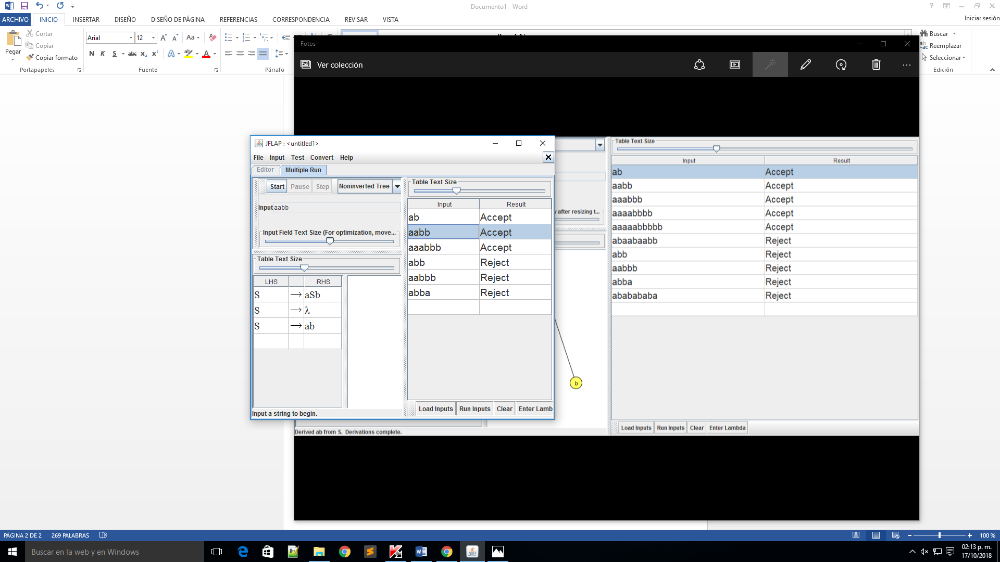 Documento1 - Word
ARCHIVO INICIO INSERTAR DISEÑO DISEÑO DE PÁGINA REFERENCIAS CORRESPONDENCIA REVISAR VISTA Iniciar sesión
Pegar
Cortar
Copiar
Copiar formato
Portapapeles
Arial 12
N K S abc x₂ x²
Fuente
Párrafo
Buscar
Reemplazar
Seleccionar
Edición
Fotos
Ver colección
JFLAP : <untitled1>
File Input Test Convert Help
Editor Multiple Run
Start Pause Step Noninverted Tree
Input aabb
Input Field Text Size (For optimization, move...
Table Text Size
LHS RHS
S → aSb
S → λ
S → ab
Input a string to begin.
Table Text Size
Input Result
ab Accept
aabb Accept
aaabbb Accept
abb Reject
aabbb Reject
abba Reject
Load Inputs Run Inputs Clear Enter Lamb
after resizing t...
b
Derived ab from S. Derivations complete.
Table Text Size
Input Result
ab Accept
aabb Accept
aaabbb Accept
aaaabbbb Accept
aaaaabbbbb Accept
abaabaabb Reject
abb Reject
aabbb Reject
abba Reject
ababababa Reject
Load Inputs Run Inputs Clear Enter Lambda
PÁGINA 2 DE 2 269 PALABRAS 100 %
Buscar en la web y en Windows
02:13 p. m.
17/10/2018